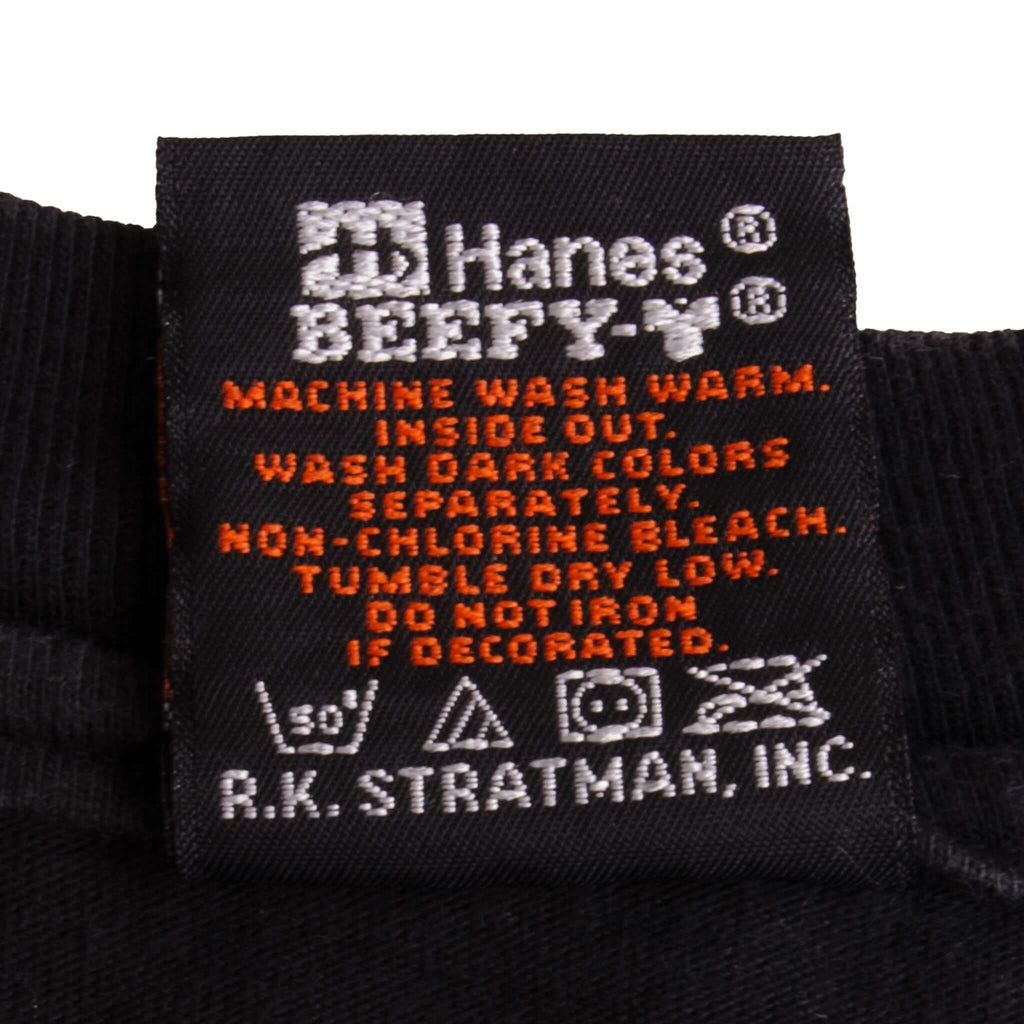 Hanes ®
BEEFY-T ®
MACHINE WASH WARM.
INSIDE OUT.
WASH DARK COLORS
SEPARATELY.
NON-CHLORINE BLEACH.
TUMBLE DRY LOW.
DO NOT IRON
IF DECORATED.
50°
R.K. STRATMAN, INC.